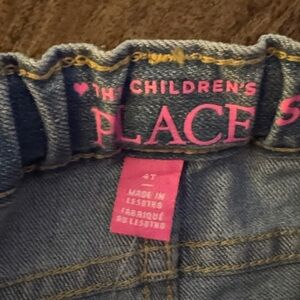 THE CHILDREN'S
PLACE
4T
MADE IN
LESOTHO
FABRIQUÉ
AU LESOTHO